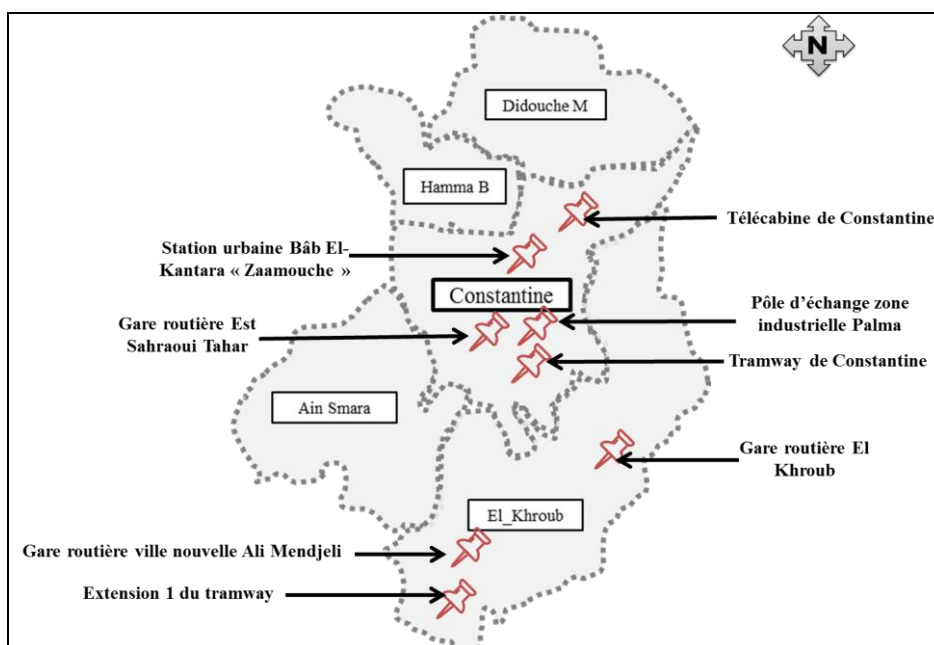 N
Didouche M
Hamma B
Télécabine de Constantine
Station urbaine Bâb El-
Kantara « Zaamouche »
Constantine
Pôle d'échange zone
industrielle Palma
Gare routière Est
Sahraoui Tahar
Tramway de Constantine
Ain Smara
Gare routière El
Khroub
El_Khroub
Gare routière ville nouvelle Ali Mendjeli
Extension 1 du tramway